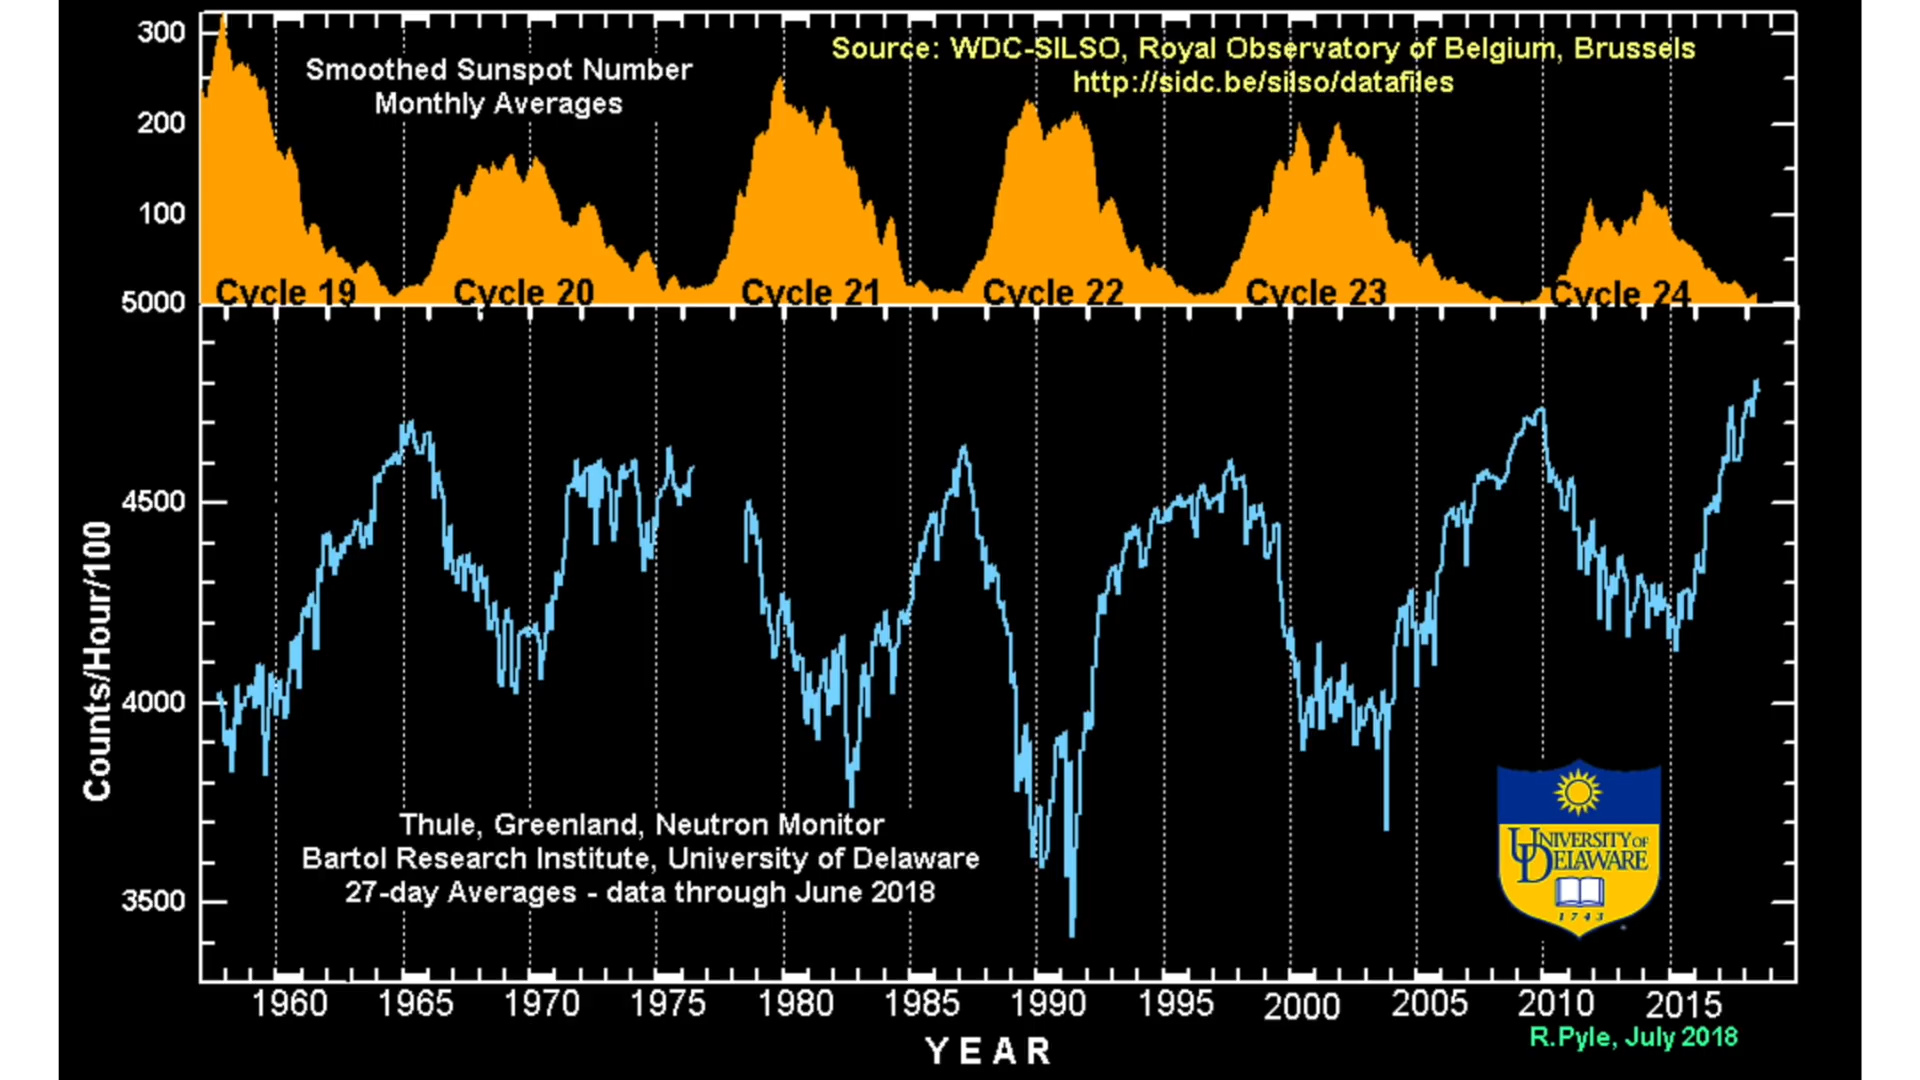 300
200
100
5000
Smoothed Sunspot Number
Monthly Averages
Source: WDC-SILSO, Royal Observatory of Belgium, Brussels
http://sidc.be/silso/datafiles
Cycle 19
Cycle 20
Cycle 21
Cycle 22
Cycle 23
Cycle 24
4500
4000
3500
Counts/Hour/100
Thule, Greenland, Neutron Monitor
Bartol Research Institute, University of Delaware
27-day Averages - data through June 2018
UNIVERSITY OF
DELAWARE
1743
1960 1965 1970 1975 1980 1985 1990 1995 2000 2005 2010 2015
YEAR
R.Pyle, July 2018